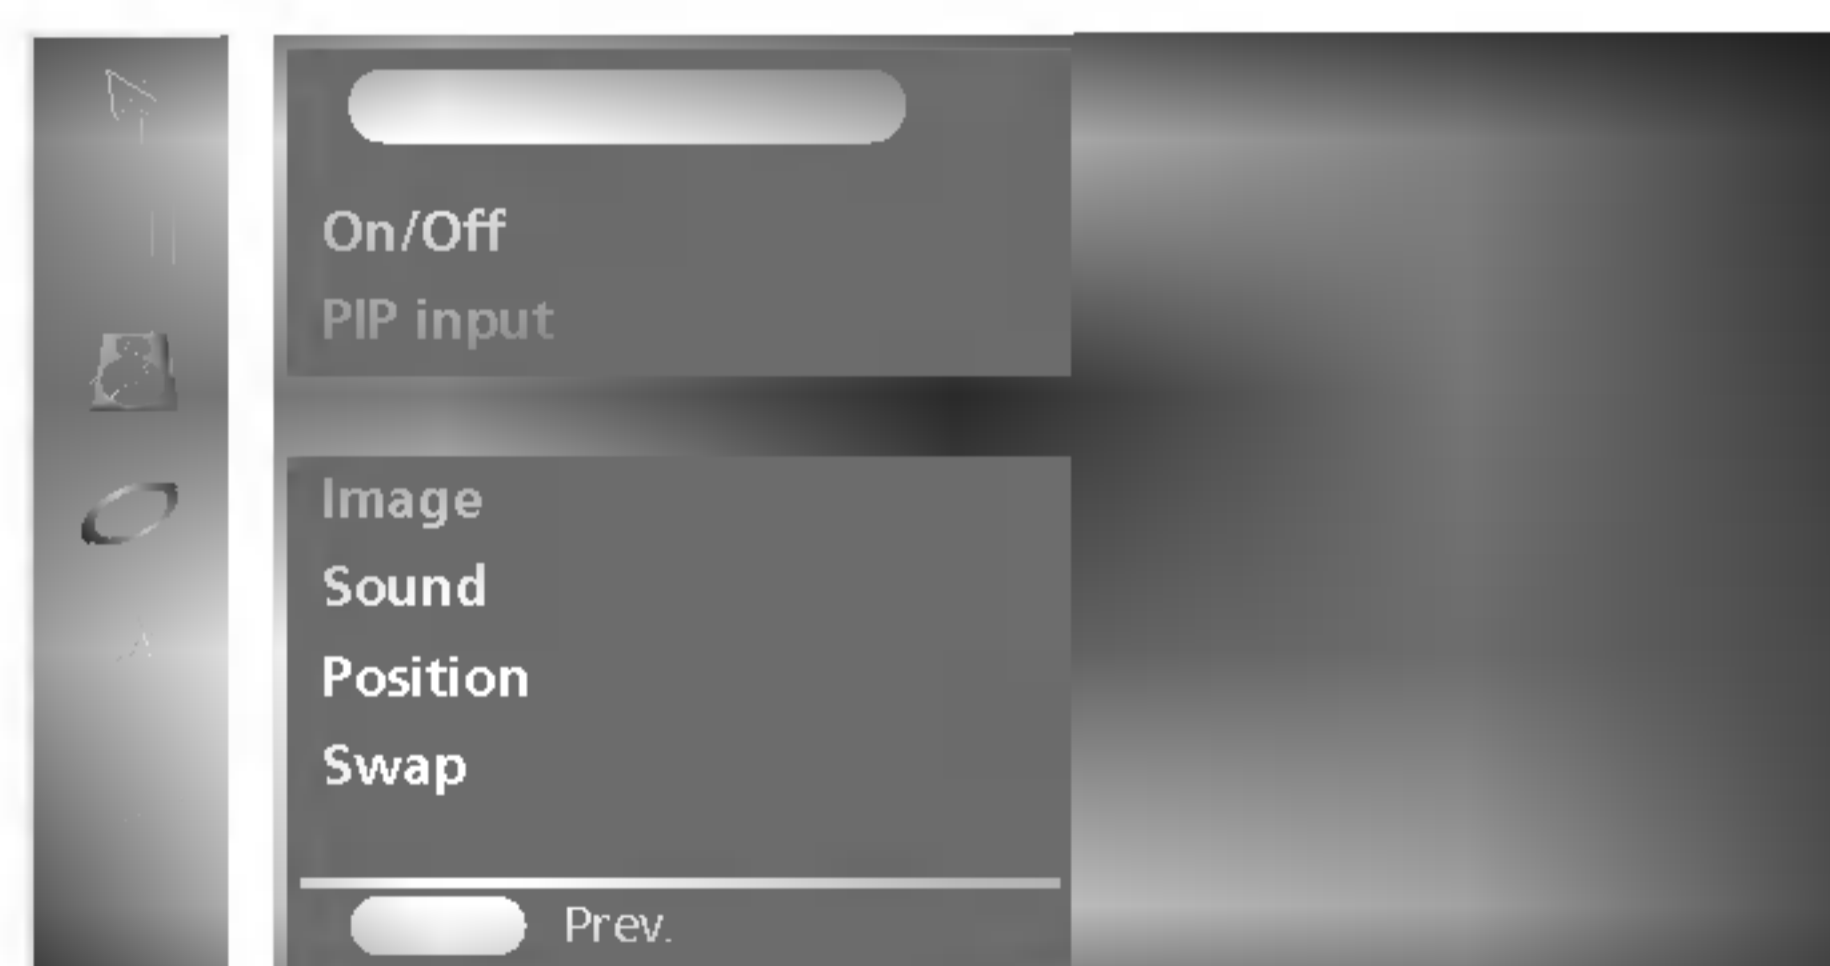 On/Off
PIP input
Image
Sound
Position
Swap
Prev.